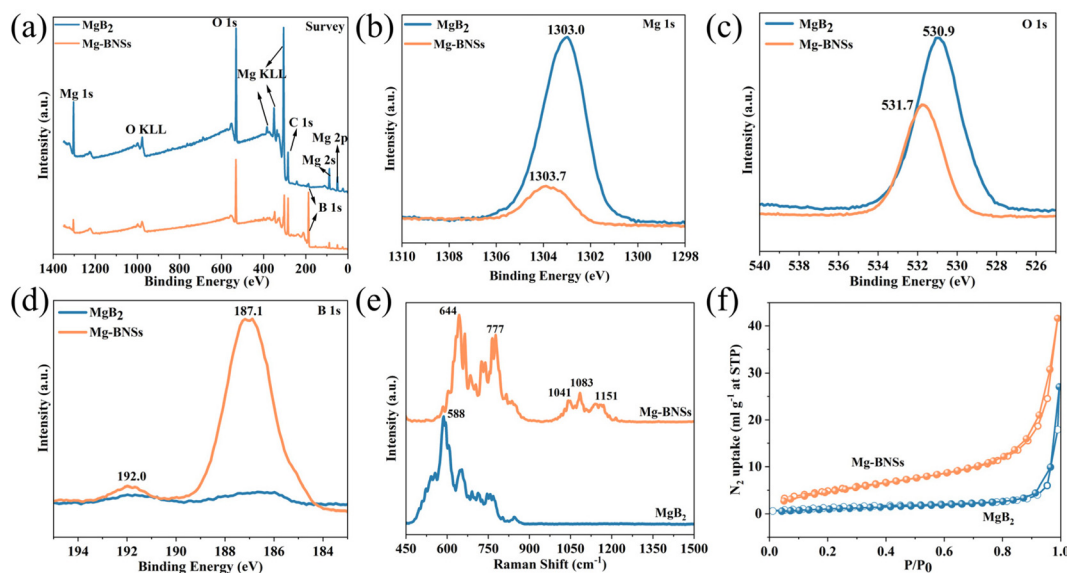 (a)
MgB2
Mg-BNSs
O 1s
Survey
Mg KLL
Mg 1s
O KLL
C 1s
Mg 2p
Mg 2s
B 1s
Intensity (a.u.)
1400 1200 1000 800 600 400 200 0
Binding Energy (eV)
(b)
MgB2
Mg-BNSs
1303.0
Mg 1s
1303.7
Intensity (a.u.)
1310 1308 1306 1304 1302 1300 1298
Binding Energy (eV)
(c)
MgB2
Mg-BNSs
530.9
O 1s
531.7
Intensity (a.u.)
540 538 536 534 532 530 528 526
Binding Energy (eV)
(d)
MgB2
Mg-BNSs
187.1
B 1s
192.0
Intensity (a.u.)
194 192 190 188 186 184
Binding Energy (eV)
(e)
644
777
1041
1083
1151
Mg-BNSs
588
MgB2
Intensity (a.u.)
450 600 750 900 1050 1200 1350 1500
Raman Shift (cm-1)
(f)
40
30
20
10
0
N2 uptake (ml g-1 at STP)
Mg-BNSs
MgB2
0.0 0.2 0.4 0.6 0.8 1.0
P/P0